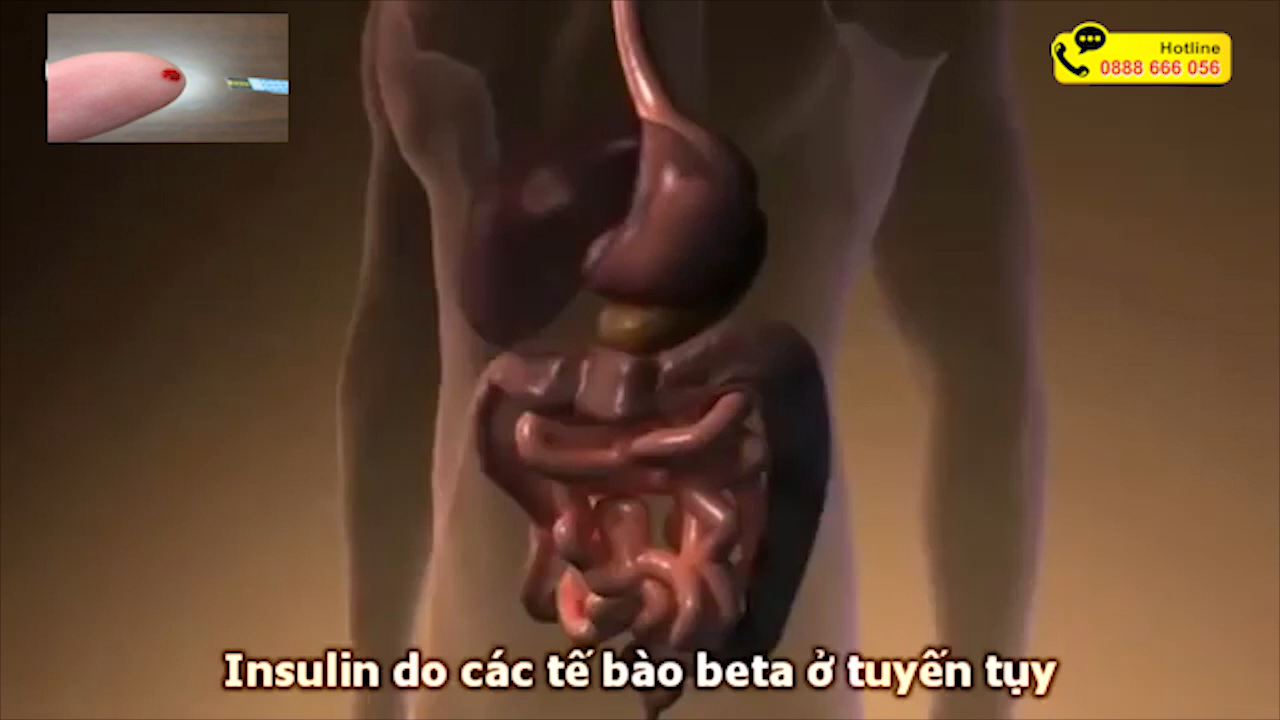 Hotline
0888 666 056
Insulin do các tế bào beta ở tuyến tụy